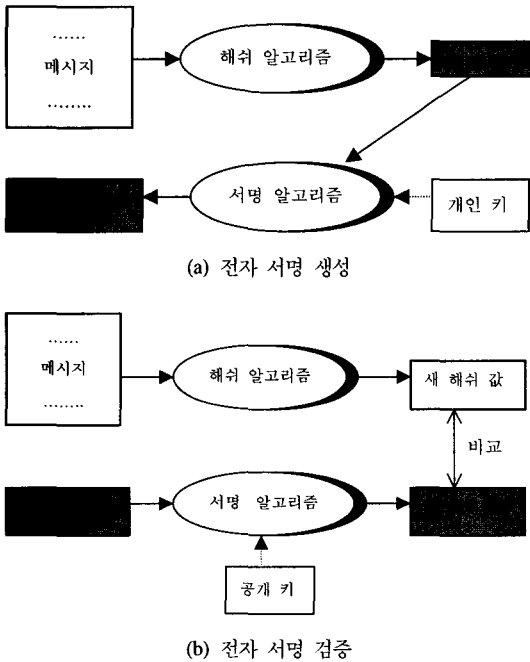 ......
메시지
........
해쉬 알고리즘
서명 알고리즘
개인 키
(a) 전자 서명 생성
......
메시지
........
해쉬 알고리즘
새 해쉬 값
비교
서명 알고리즘
공개 키
(b) 전자 서명 검증